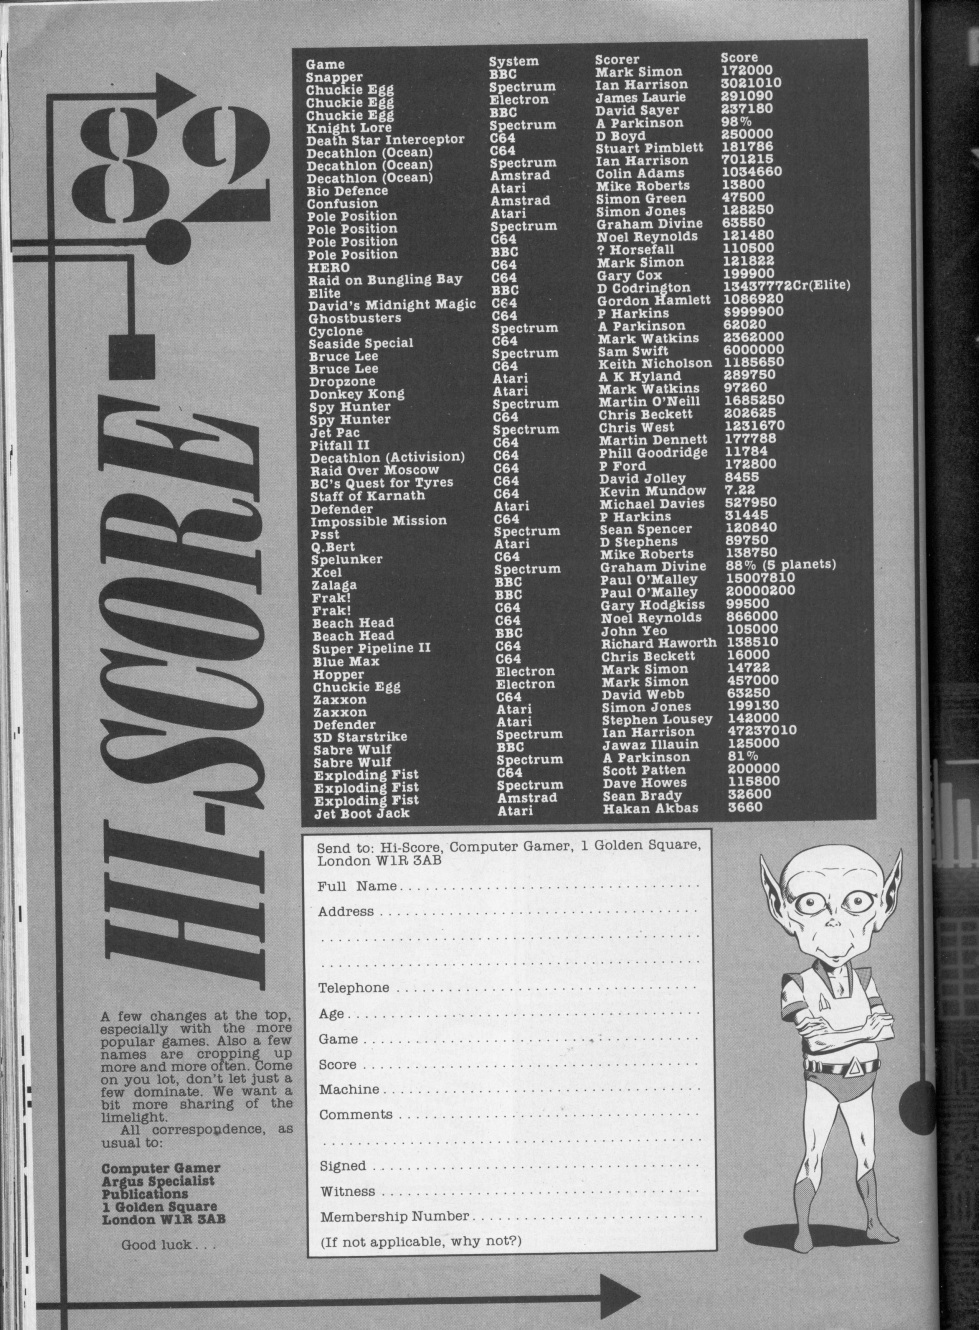 89
HI-SCORE
Game System Scorer Score
Snapper BBC Mark Simon 172000
Chuckie Egg Spectrum Ian Harrison 3021010
Chuckie Egg Electron James Laurie 291090
Chuckie Egg BBC David Sayer 237180
Knight Lore Spectrum A Parkinson 98%
Death Star Interceptor C64 D Boyd 250000
Decathlon (Ocean) C64 Stuart Pimblett 181786
Decathlon (Ocean) Spectrum Ian Harrison 701215
Decathlon (Ocean) Amstrad Colin Adams 1034660
Bio Defence Atari Mike Roberts 13800
Confusion Amstrad Simon Green 47500
Pole Position Atari Simon Jones 128250
Pole Position Spectrum Graham Divine 63550
Pole Position C64 Noel Reynolds 121480
Pole Position BBC ? Horsefall 110500
HERO C64 Mark Simon 121822
Raid on Bungling Bay C64 Gary Cox 199900
Elite BBC D Codrington 13437772Cr(Elite)
David's Midnight Magic C64 Gordon Hamlett 1086920
Ghostbusters C64 P Harkins $999900
Cyclone Spectrum A Parkinson 62020
Seaside Special C64 Mark Watkins 2362000
Bruce Lee Spectrum Sam Swift 6000000
Bruce Lee C64 Keith Nicholson 1185650
Dropzone Atari A K Hyland 289750
Donkey Kong Atari Mark Watkins 97260
Spy Hunter Spectrum Martin O'Neill 1685250
Spy Hunter C64 Chris Beckett 202625
Jet Pac Spectrum Chris West 1231670
Pitfall II C64 Martin Dennett 177788
Decathlon (Activision) C64 Phill Goodridge 11784
Raid Over Moscow C64 P Ford 172800
BC's Quest for Tyres C64 David Jolley 8455
Staff of Karnath C64 Kevin Mundow 7.22
Defender Atari Michael Davies 527950
Impossible Mission C64 P Harkins 31445
Psst Spectrum Sean Spencer 120840
Q.Bert Atari D Stephens 89750
Spelunker C64 Mike Roberts 138750
Xcel Spectrum Graham Divine 88% (5 planets)
Zalaga BBC Paul O'Malley 15007810
Frak! BBC Paul O'Malley 20000200
Frak! C64 Gary Hodgkiss 99500
Beach Head C64 Noel Reynolds 866000
Beach Head BBC John Yeo 105000
Super Pipeline II C64 Richard Haworth 138510
Blue Max C64 Chris Beckett 16000
Hopper Electron Mark Simon 14722
Chuckie Egg Electron Mark Simon 457000
Zaxxon C64 David Webb 63250
Zaxxon Atari Simon Jones 199130
Defender Atari Stephen Lousey 142000
3D Starstrike Spectrum Ian Harrison 47237010
Sabre Wulf BBC Jawaz Illauin 125000
Sabre Wulf Spectrum A Parkinson 81%
Exploding Fist C64 Scott Patten 200000
Exploding Fist Spectrum Dave Howes 115800
Exploding Fist Amstrad Sean Brady 32600
Jet Boot Jack Atari Hakan Akbas 3660
A few changes at the top,
especially with the more
popular games. Also a few
names are cropping up
more and more often. Come
on you lot, don't let just a
few dominate. We want a
bit more sharing of the
limelight.
All correspondence, as
usual to:
Computer Gamer
Argus Specialist
Publications
1 Golden Square
London W1R 3AB
Good luck...
Send to: Hi-Score, Computer Gamer, 1 Golden Square,
London W1R 3AB
Full Name
Address
Telephone
Age
Game
Score
Machine
Comments
Signed
Witness
Membership Number
(If not applicable, why not?)